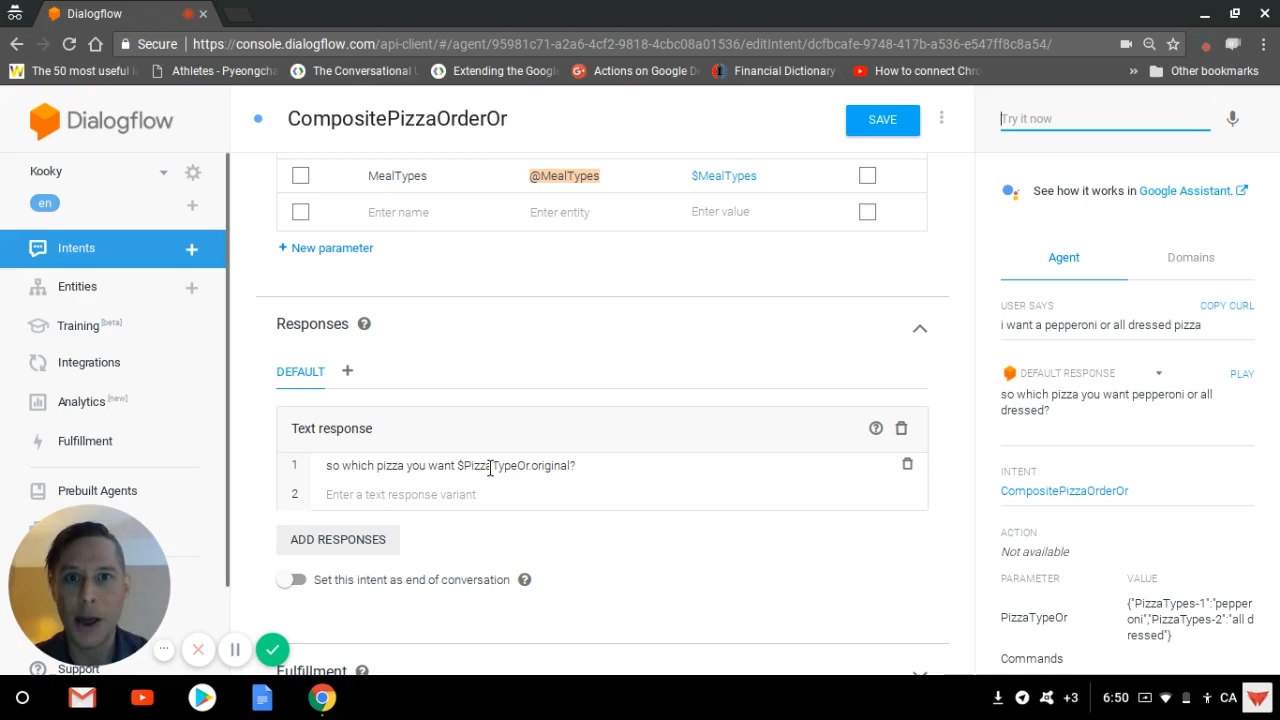 Dialogflow
Secure
https://console.dialogflow.com/api-client/#/agent/95981c71-a2a6-4cf2-9818-4cbc08a01536/editIntent/dcfbcafe-9748-417b-a536-e547ff8c8a54/
The 50 most useful i
Athletes - Pyeongcha
The Conversational
Extending the Googl
Actions on Google D
Financial Dictionary
How to connect Chr
»
Other bookmarks
Dialogflow
CompositePizzaOrderOr
SAVE
Try it now
Kooky
en
Intents
Entities
Training [beta]
Integrations
Analytics [new]
Fulfillment
Prebuilt Agents
Support
MealTypes @MealTypes $MealTypes
Enter name Enter entity Enter value
+ New parameter
Responses
DEFAULT +
Text response
1 so which pizza you want $PizzaTypeOr.original?
2 Enter a text response variant
ADD RESPONSES
Set this intent as end of conversation
Fulfillment
See how it works in Google Assistant.
Agent Domains
USER SAYS COPY CURL
i want a pepperoni or all dressed pizza
DEFAULT RESPONSE PLAY
so which pizza you want pepperoni or all
dressed?
INTENT
CompositePizzaOrderOr
ACTION
Not available
PARAMETER VALUE
PizzaTypeOr
{"PizzaTypes-1":"pepper
oni","PizzaTypes-2":"all d
ressed"}
Commands
+3 6:50 CA